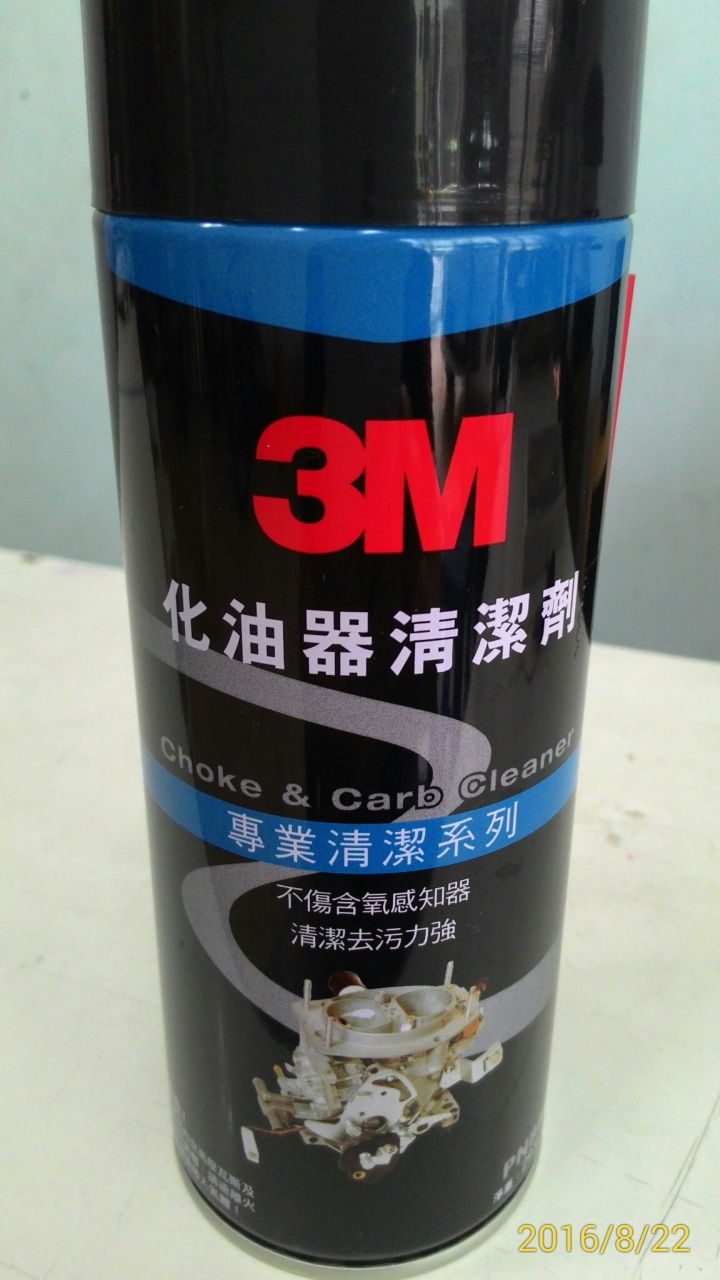 3M
化油器清潔劑
Choke & Carb Cleaner
專業清潔系列
不傷含氧感知器
清潔去污力強
2016/8/22